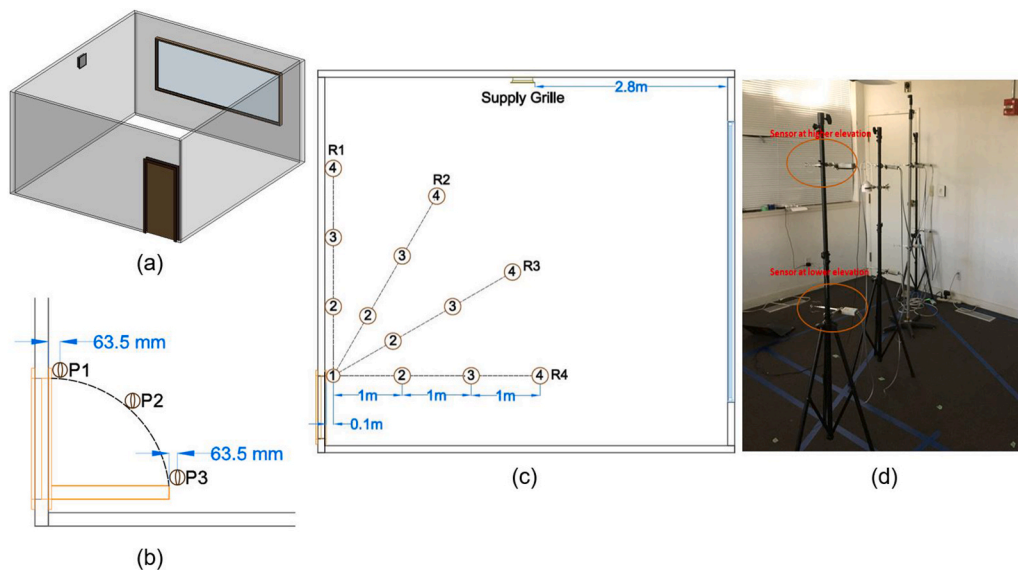 (a)
63.5 mm
P1
P2
63.5 mm
P3
(b)
Supply Grille
2.8m
R1
4
R2
4
3
3
R3
4
2
2
3
2
1
2
3
4
R4
1m
1m
1m
0.1m
(c)
Sensor at higher elevation
Sensor at lower elevation
(d)